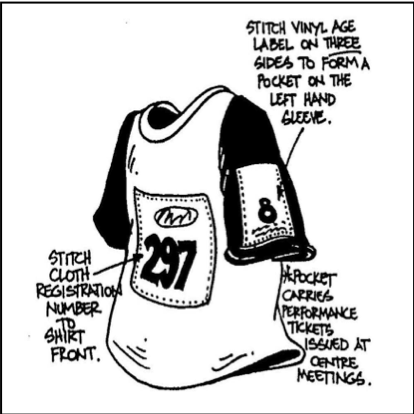 STITCH VINYL AGE
LABEL ON THREE
SIDES TO FORM A
POCKET ON THE
LEFT HAND
SLEEVE.
8
297
STITCH
CLOTH
REGISTRATION
NUMBER
TO
SHIRT
FRONT.
*POCKET
CARRIES
PERFORMANCE
TICKETS
ISSUED AT
CENTRE
MEETINGS.